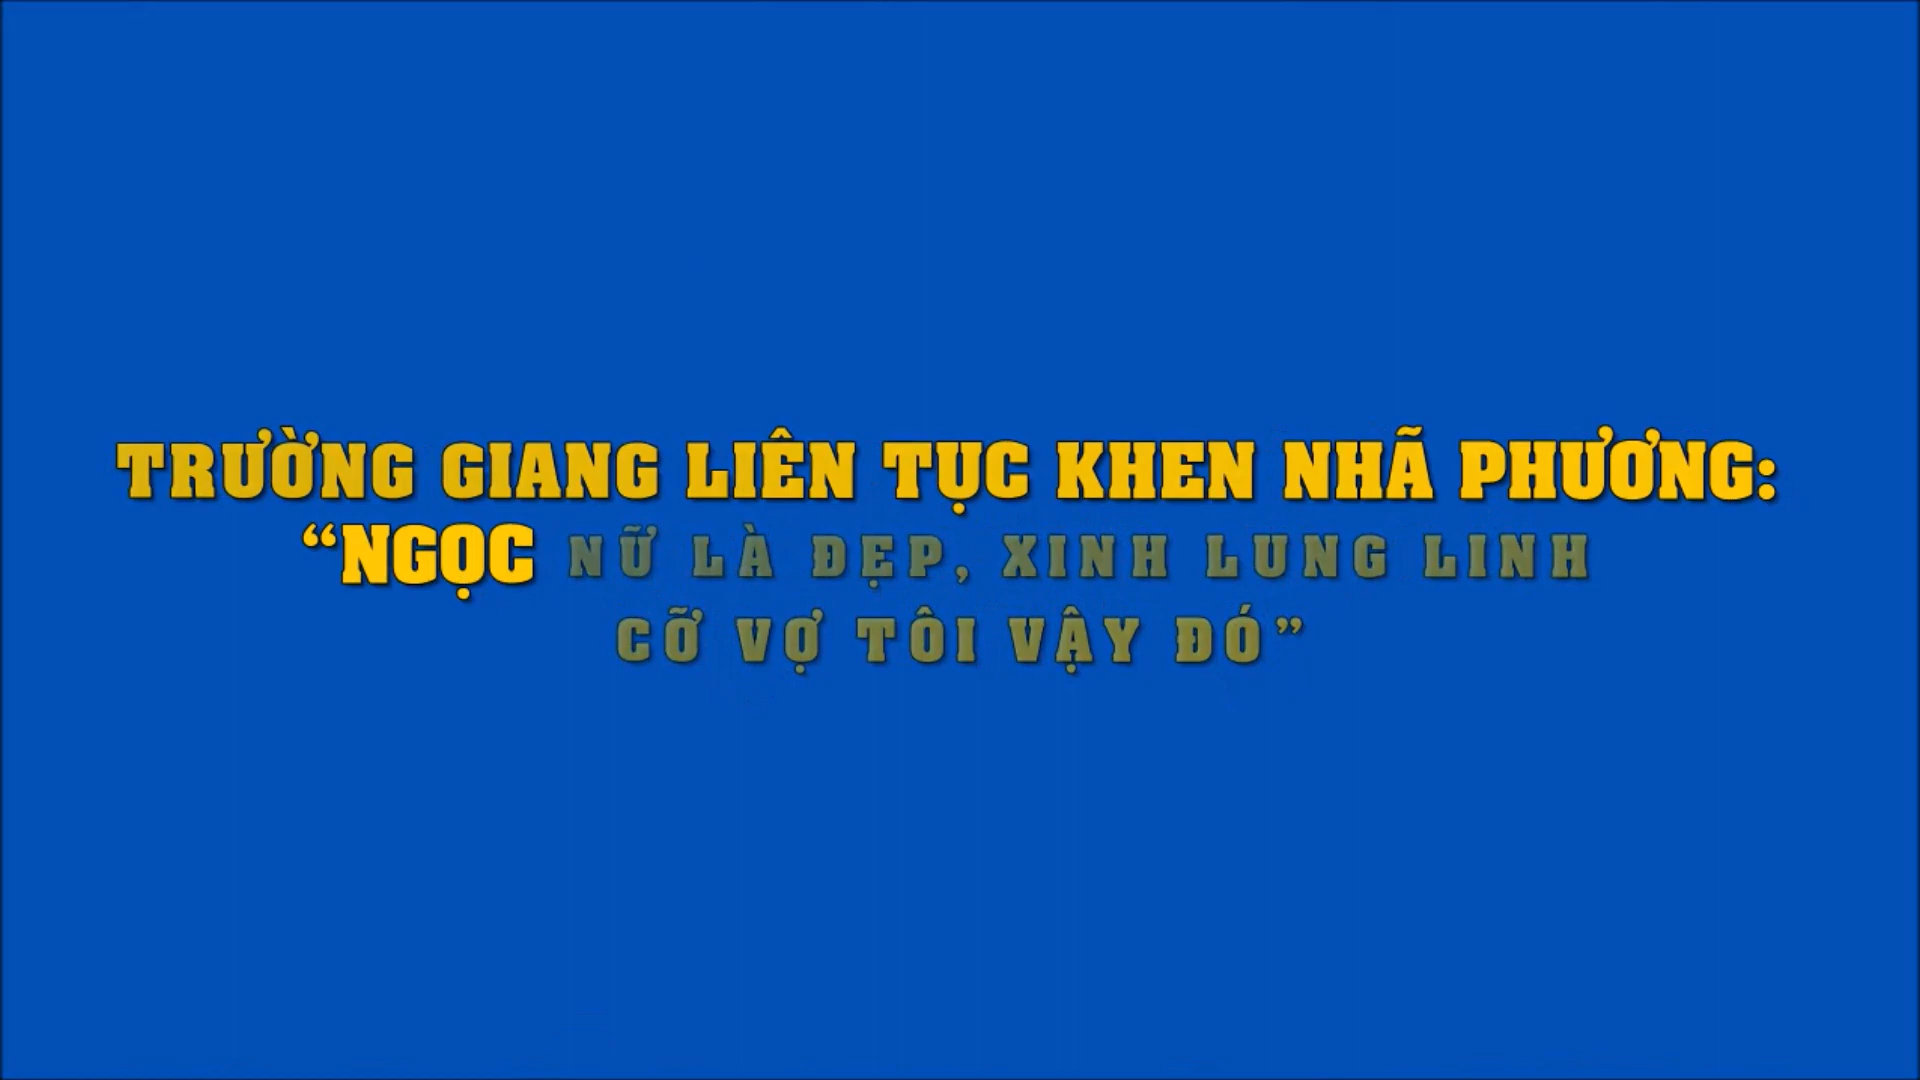 TRƯỜNG GIANG LIÊN TỤC KHEN NHÃ PHƯƠNG:
“NGỌC NỮ LÀ ĐẸP, XINH LUNG LINH
CỠ VỢ TÔI VẬY ĐÓ”